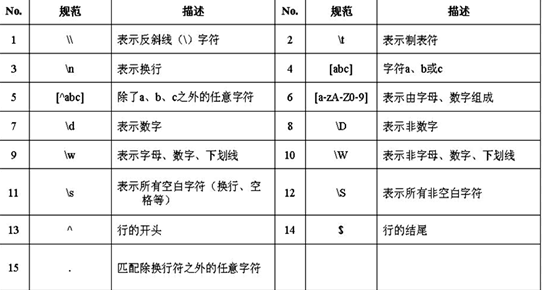 No. 规范 描述 No. 规范 描述
1 \\ 表示反斜线（\）字符 2 \t 表示制表符
3 \n 表示换行 4 [abc] 字符a、b或c
5 [^abc] 除了a、b、c之外的任意字符 6 [a-zA-Z0-9] 表示由字母、数字组成
7 \d 表示数字 8 \D 表示非数字
9 \w 表示字母、数字、下划线 10 \W 表示非字母、数字、下划线
11 \s 表示所有空白字符（换行、空
格等） 12 \S 表示所有非空白字符
13 ^ 行的开头 14 $ 行的结尾
15 . 匹配除换行符之外的任意字符